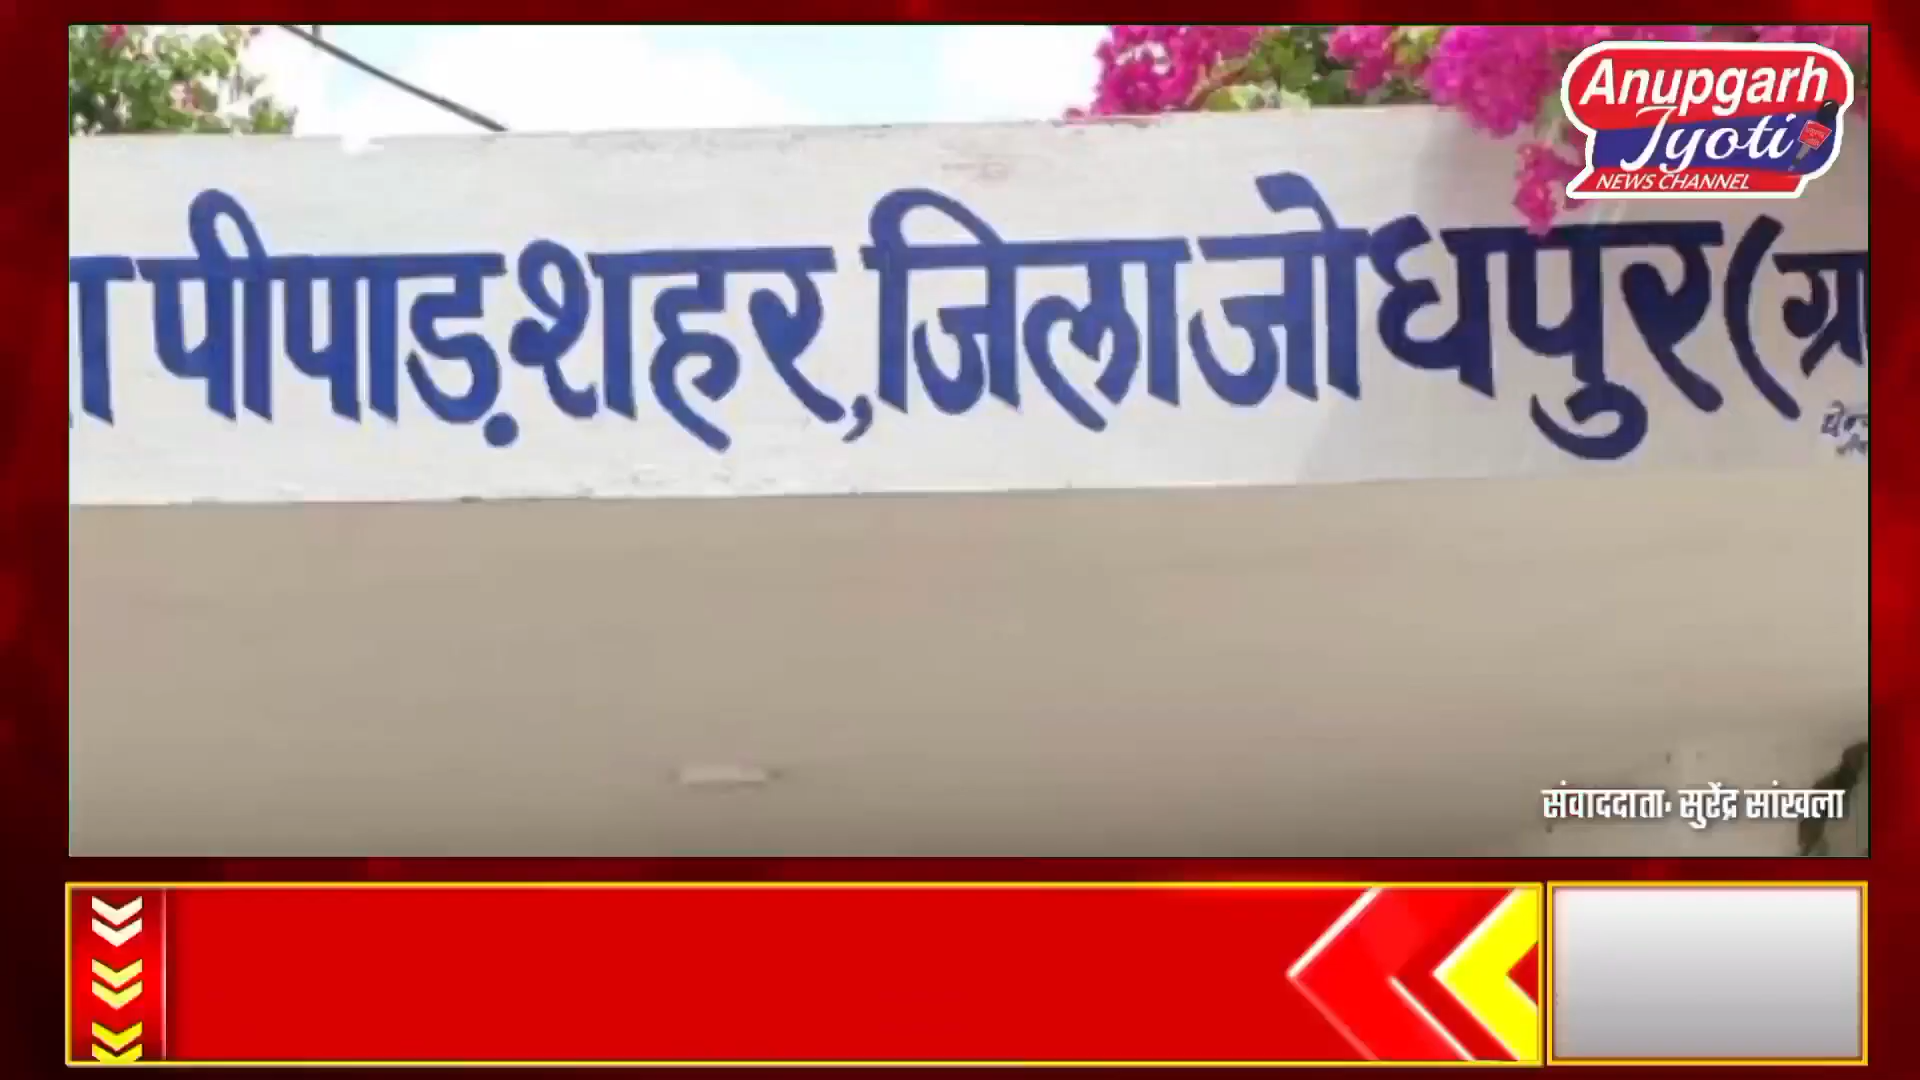 Anupgarh
Jyoti
NEWS CHANNEL
पीपाड़ शहर, जिला जोधपुर (ग्रा
संवाददाता: सुरेंद्र सांखला